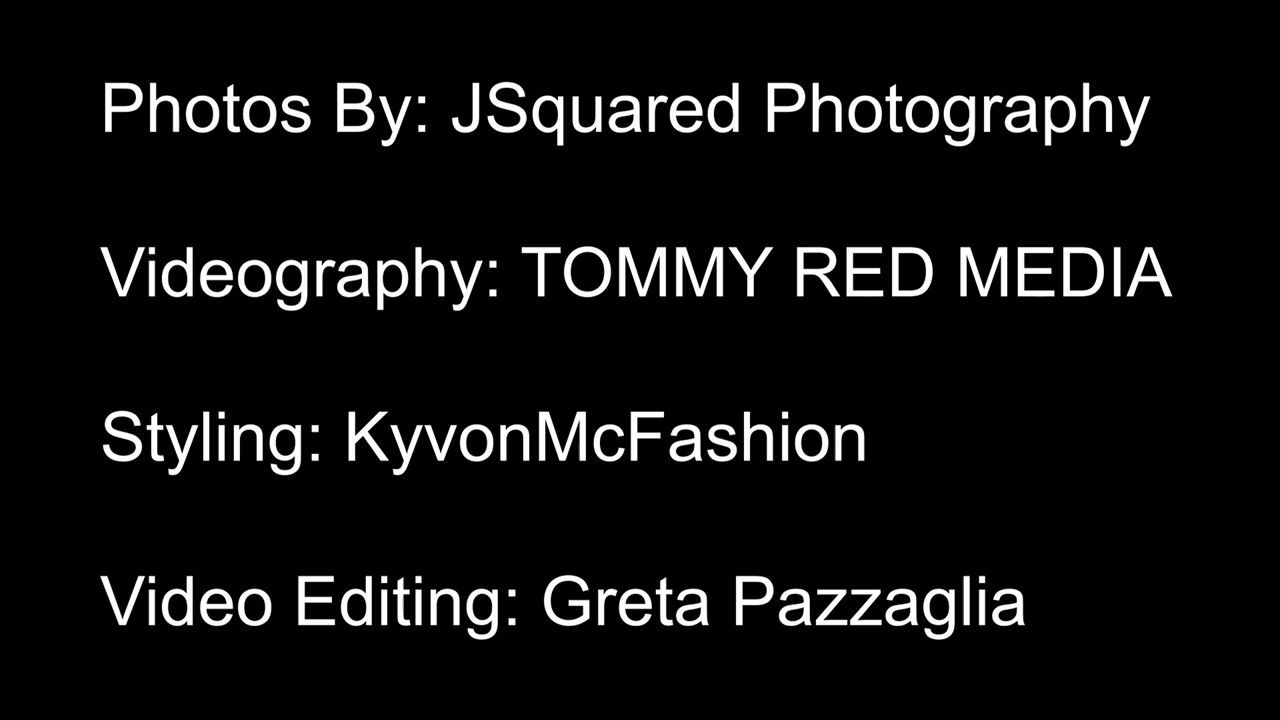 Photos By: JSquared Photography
Videography: TOMMY RED MEDIA
Styling: KyvonMcFashion
Video Editing: Greta Pazzaglia